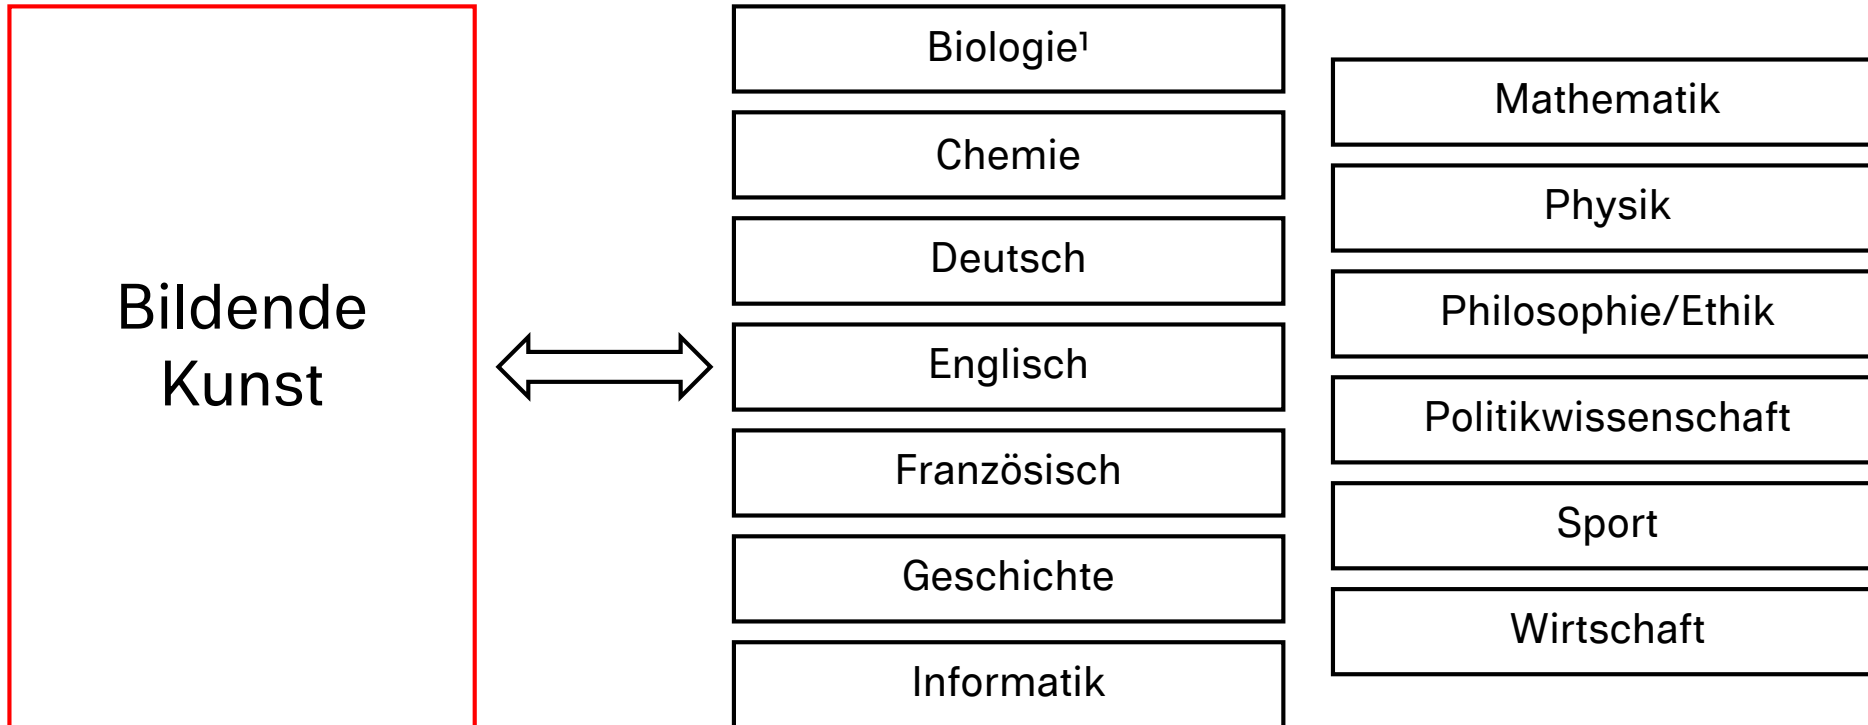 Bildende
Kunst
Biologie¹
Chemie
Deutsch
Englisch
Französisch
Geschichte
Informatik
Mathematik
Physik
Philosophie/Ethik
Politikwissenschaft
Sport
Wirtschaft